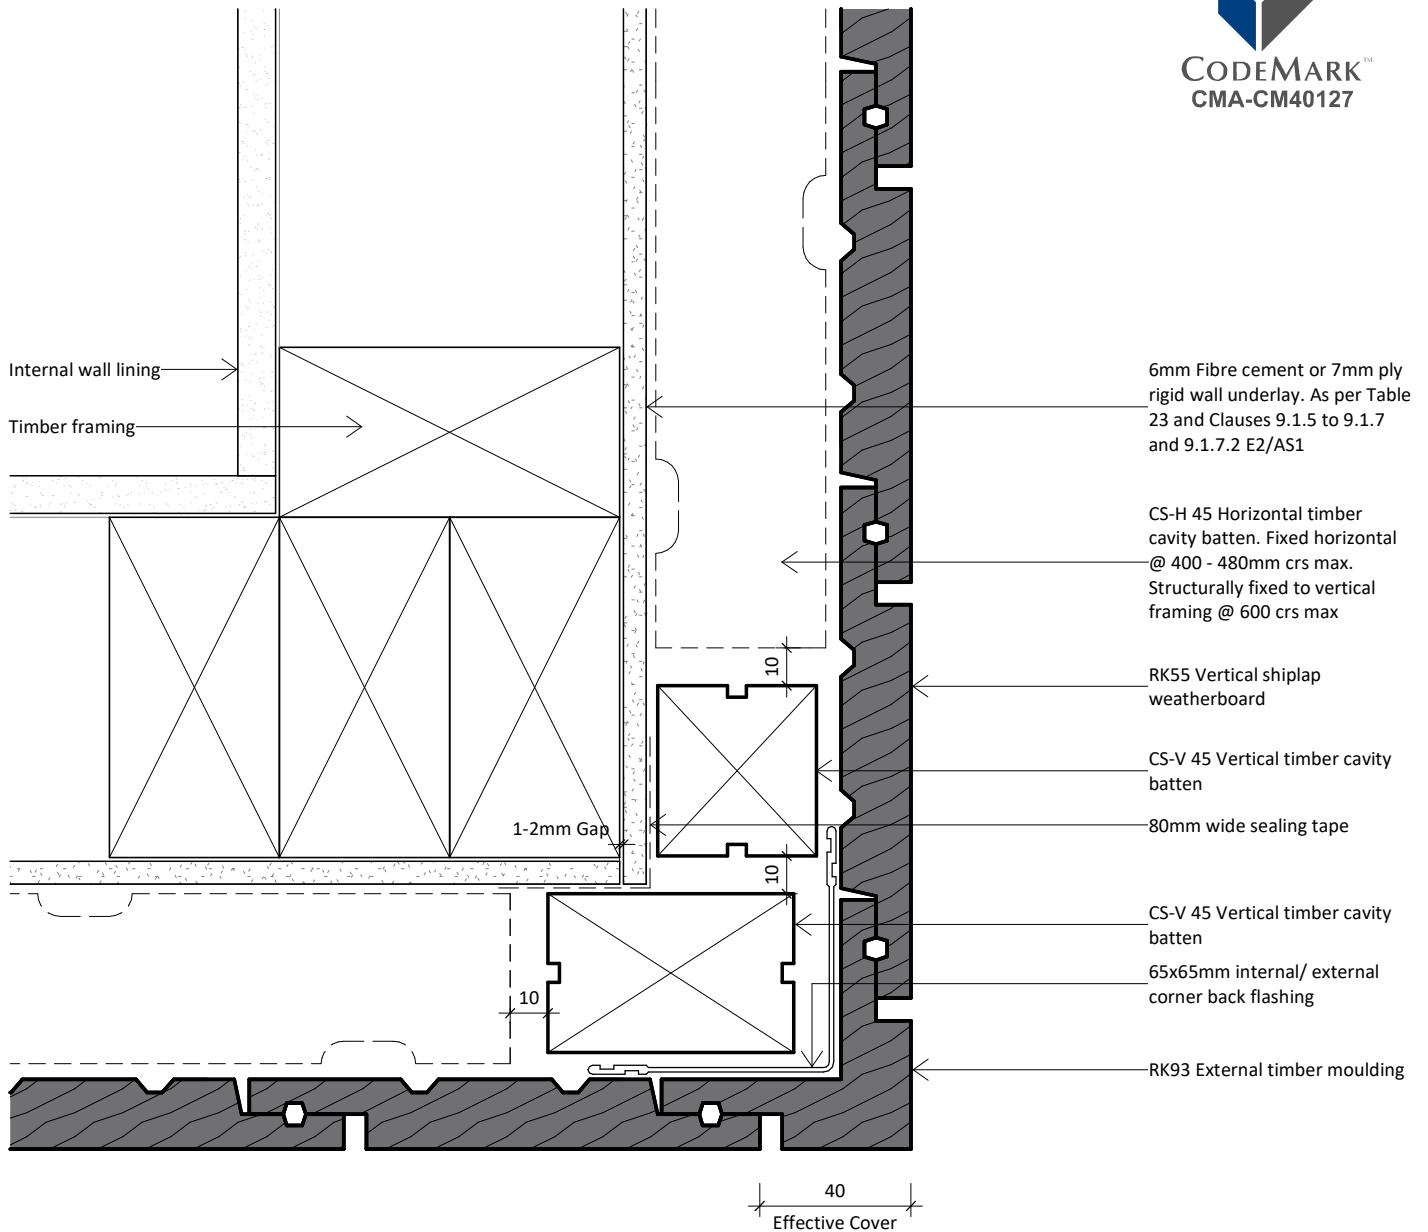 CODEMARK™
CMA-CM40127
Internal wall lining
Timber framing
6mm Fibre cement or 7mm ply
rigid wall underlay. As per Table
23 and Clauses 9.1.5 to 9.1.7
and 9.1.7.2 E2/AS1
CS-H 45 Horizontal timber
cavity batten. Fixed horizontal
@ 400 - 480mm crs max.
Structurally fixed to vertical
framing @ 600 crs max
10
RK55 Vertical shiplap
weatherboard
CS-V 45 Vertical timber cavity
batten
1-2mm Gap
80mm wide sealing tape
10
CS-V 45 Vertical timber cavity
batten
65x65mm internal/ external
corner back flashing
10
RK93 External timber moulding
40
Effective Cover